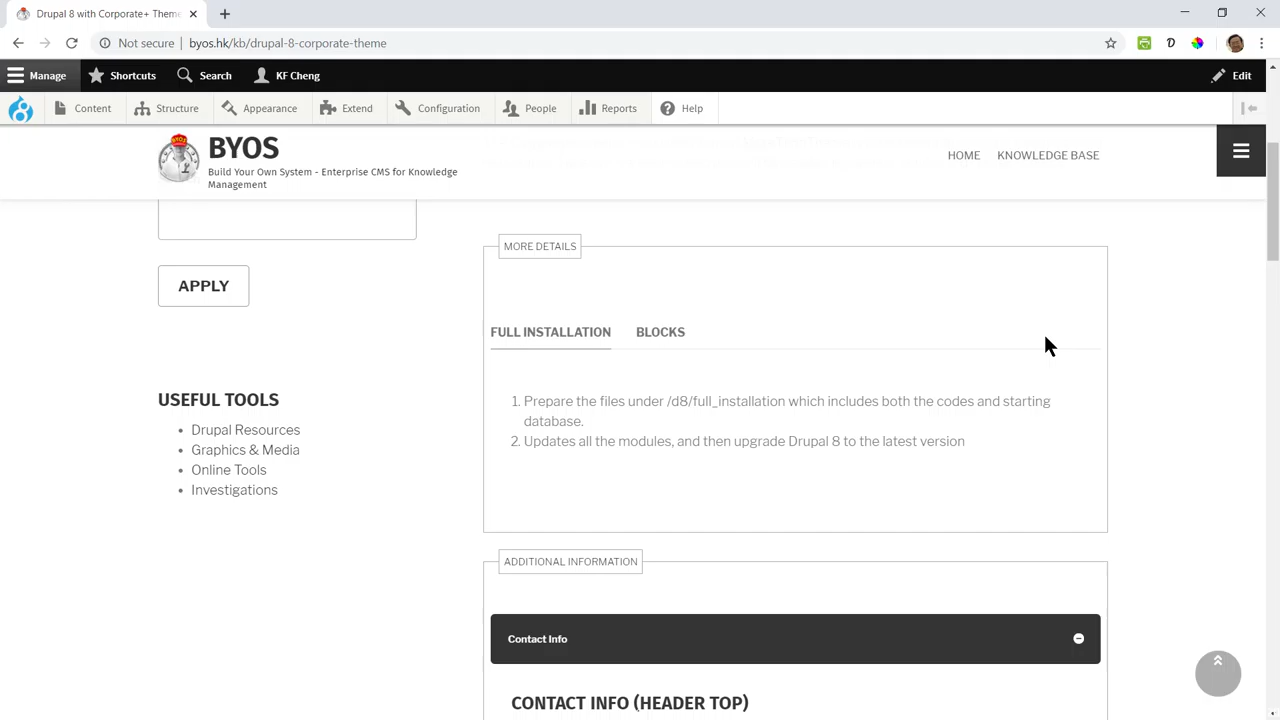 Drupal 8 with Corporate+ Theme
Not secure
byos.hk/kb/drupal-8-corporate-theme
Manage
Shortcuts
Search
KF Cheng
Edit
Content
Structure
Appearance
Extend
Configuration
People
Reports
Help
BYOS
Build Your Own System - Enterprise CMS for Knowledge
Management
HOME
KNOWLEDGE BASE
APPLY
USEFUL TOOLS
Drupal Resources
Graphics & Media
Online Tools
Investigations
MORE DETAILS
FULL INSTALLATION
BLOCKS
1. Prepare the files under /d8/full_installation which includes both the codes and starting
database.
2. Updates all the modules, and then upgrade Drupal 8 to the latest version
ADDITIONAL INFORMATION
Contact Info
CONTACT INFO (HEADER TOP)